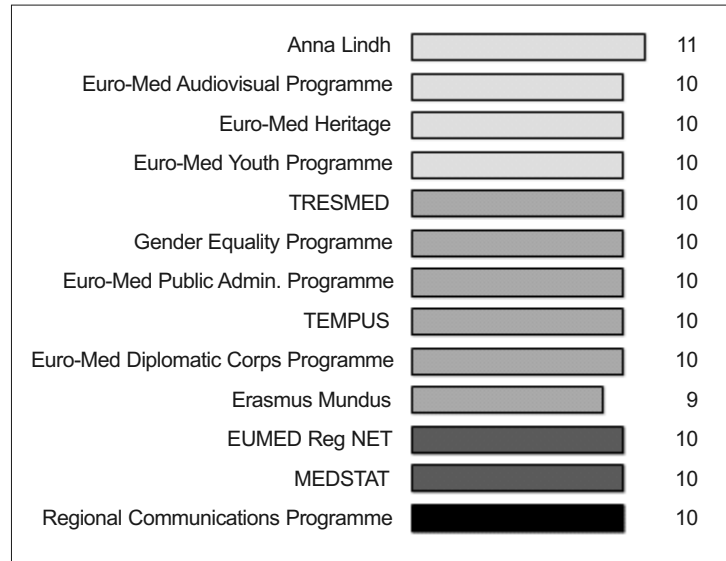 Anna Lindh 11
Euro-Med Audiovisual Programme 10
Euro-Med Heritage 10
Euro-Med Youth Programme 10
TRESMED 10
Gender Equality Programme 10
Euro-Med Public Admin. Programme 10
TEMPUS 10
Euro-Med Diplomatic Corps Programme 10
Erasmus Mundus 9
EUMED Reg NET 10
MEDSTAT 10
Regional Communications Programme 10